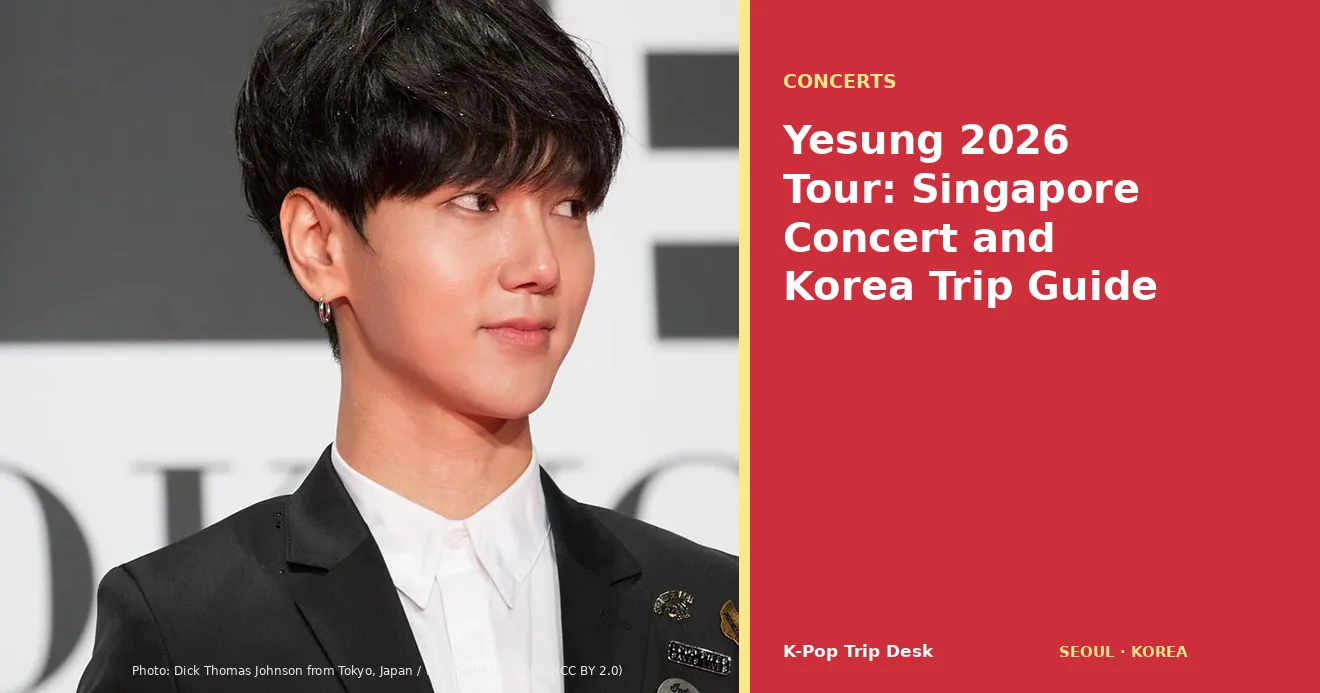 CONCERTS
Yesung 2026
Tour: Singapore
Concert and
Korea Trip Guide
Photo: Dick Thomas Johnson from Tokyo, Japan / CC BY 2.0)
K-Pop Trip Desk
SEOUL · KOREA